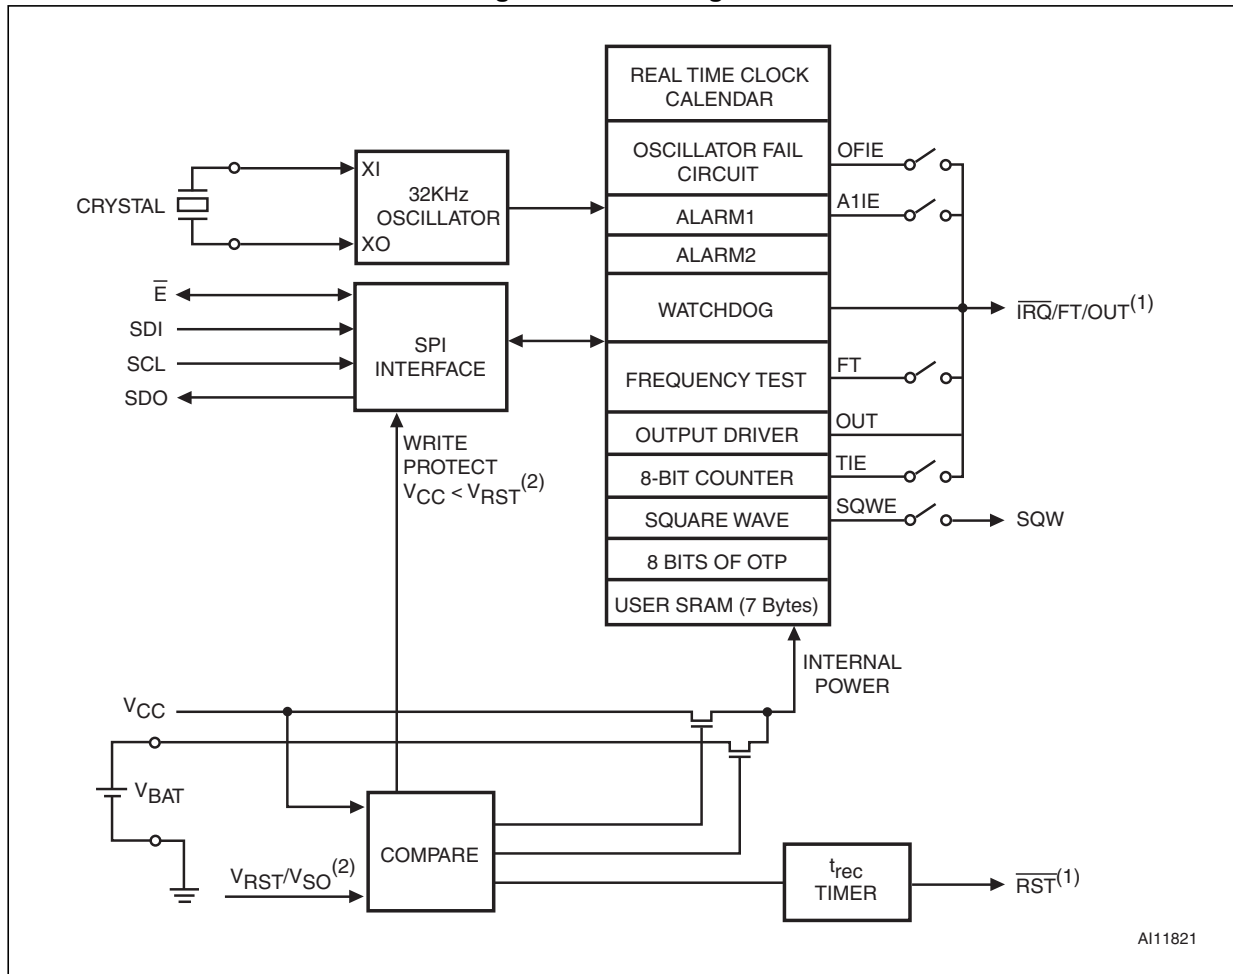 REAL TIME CLOCK
CALENDAR
OSCILLATOR FAIL
CIRCUIT
OFIE
XI
32KHz
OSCILLATOR
XO
CRYSTAL
ALARM1
A1IE
ALARM2
E
SDI
SCL
SDO
SPI
INTERFACE
WATCHDOG
IRQ/FT/OUT(1)
FREQUENCY TEST
FT
OUTPUT DRIVER
OUT
WRITE
PROTECT
VCC < VRST(2)
8-BIT COUNTER
TIE
SQUARE WAVE
SQWE
SQW
8 BITS OF OTP
USER SRAM (7 Bytes)
INTERNAL
POWER
VCC
VBAT
COMPARE
VRST/VSO(2)
trec
TIMER
RST(1)
AI11821